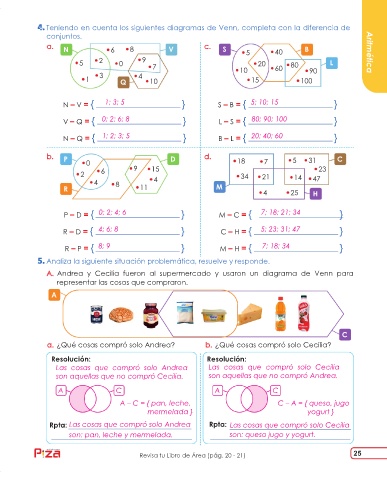 4. Teniendo en cuenta los siguientes diagramas de Venn, completa con la diferencia de
conjuntos.
Aritmética
a. N V
•6 •8
•5 •2 •0 •9
•7
•1 •3 •4
Q •10
N – V = { 1; 3; 5 }
V – Q = { 0; 2; 6; 8 }
N – Q = { 1; 2; 3; 5 }
c. S B
•5 •40
•20 •80 L
•10 •60 •90
•15 •100
S – B = { 5; 10; 15 }
L – S = { 80; 90; 100 }
B – L = { 20; 40; 60 }
b. P D
•0
•2 •6 •9 •15
•4 •8 •4
R •11
P – D = { 0; 2; 4; 6 }
R – D = { 4; 6; 8 }
R – P = { 8; 9 }
d. •18 •7 •5 •31 C
•23
•34 •21 •14 •47
M
•4 •25 H
M – C = { 7; 18; 21; 34 }
C – H = { 5; 23; 31; 47 }
M – H = { 7; 18; 34 }
5. Analiza la siguiente situación problemática, resuelve y responde.
A. Andrea y Cecilia fueron al supermercado y usaron un diagrama de Venn para
representar las cosas que compraron.
A
C
a. ¿Qué cosas compró solo Andrea?
Resolución:
Las cosas que compró solo Andrea
son aquellas que no compró Cecilia.
A C
A – C = { pan, leche,
mermelada }
Rpta: Las cosas que compró solo Andrea
son: pan, leche y mermelada.
b. ¿Qué cosas compró solo Cecilia?
Resolución:
Las cosas que compró solo Cecilia
son aquellas que no compró Andrea.
A C
C – A = { queso, jugo
yogurt }
Rpta: Las cosas que compró solo Cecilia
son: queso jugo y yogurt.
Revisa tu Libro de Área (pág. 20 - 21)
25